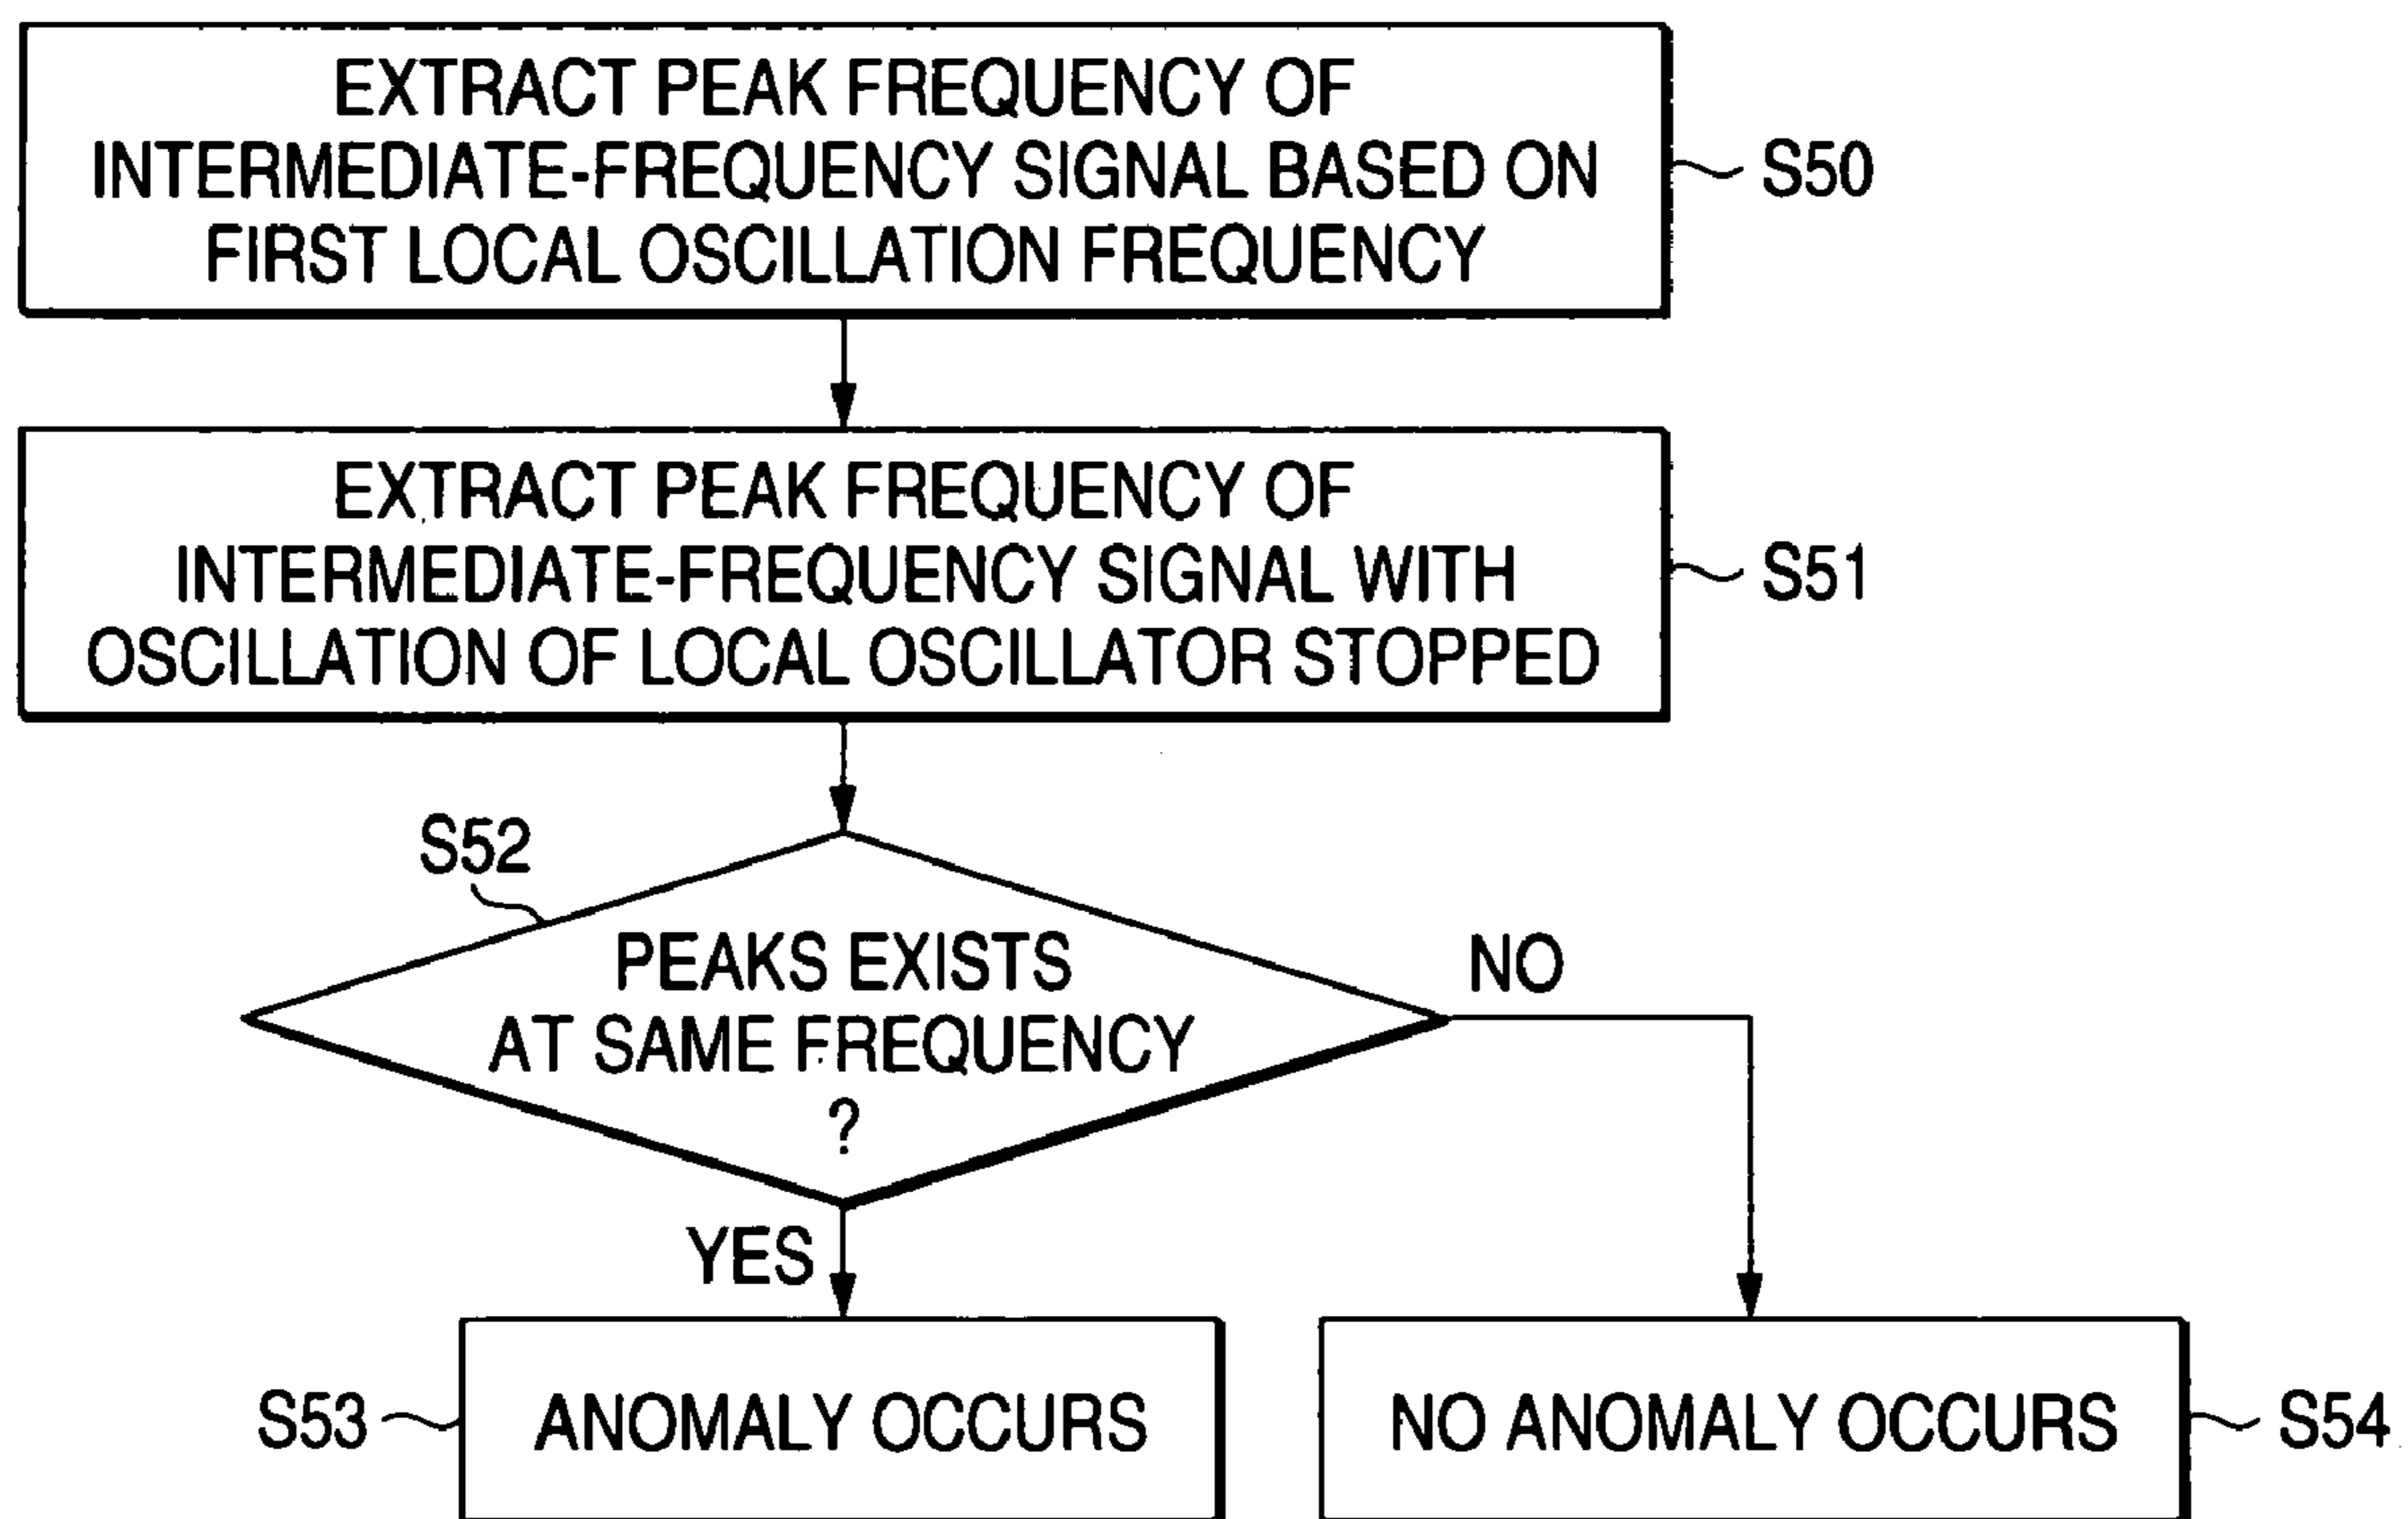 EXTRACT PEAK FREQUENCY OF
INTERMEDIATE-FREQUENCY SIGNAL BASED ON
FIRST LOCAL OSCILLATION FREQUENCY
S50
EXTRACT PEAK FREQUENCY OF
INTERMEDIATE-FREQUENCY SIGNAL WITH
OSCILLATION OF LOCAL OSCILLATOR STOPPED
S51
S52
PEAKS EXISTS
AT SAME FREQUENCY
?
NO
YES
S53
ANOMALY OCCURS
NO ANOMALY OCCURS
S54